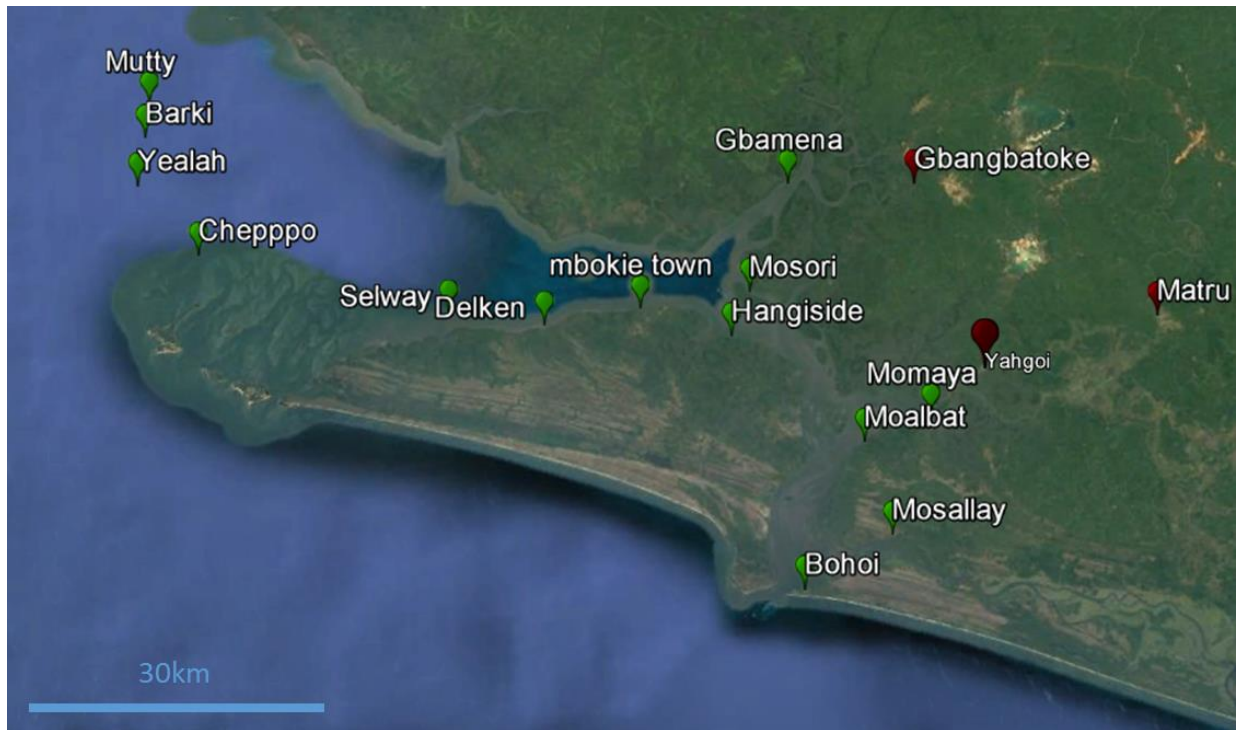 Mutty
Barki
Yealah
Gbamena
Gbangbatoke
Chepppo
mbokie town
Mosori
Selway
Delken
Hangiside
Matru
Yahgoi
Momaya
Moalbat
Mosallay
Bohoi
30km